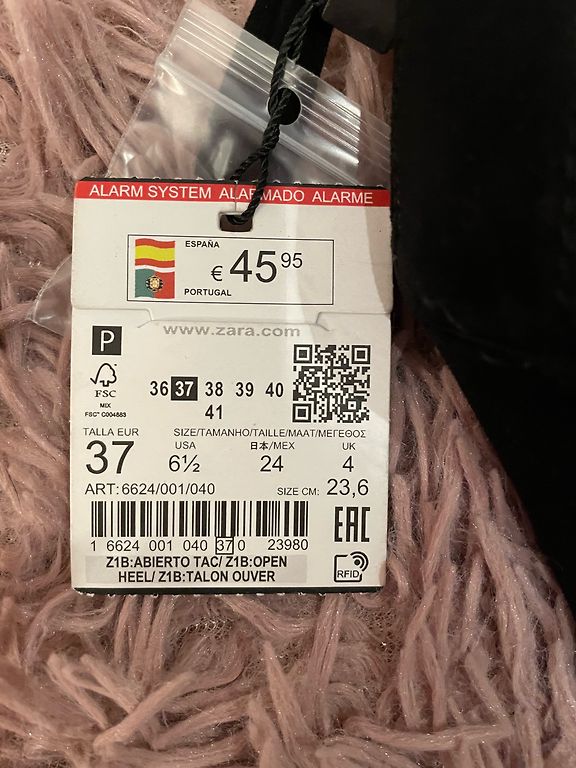 ALARM SYSTEM ALARMADO ALARME
ESPAÑA
€ 45 95
PORTUGAL
www.zara.com
P
FSC
MIX
FSC® C004883
36 37 38 39 40
41
TALLA EUR
37
SIZE/TAMANHO/TAILLE/MAAT/ΜΕΓΕΘΟΣ
USA 日本/MEX UK
6½ 24 4
ART: 6624/001/040
SIZE CM: 23,6
1 6624 001 040 37 0 23980
EAC
Z1B:ABIERTO TAC/ Z1B:OPEN
HEEL/ Z1B:TALON OUVER
RFID